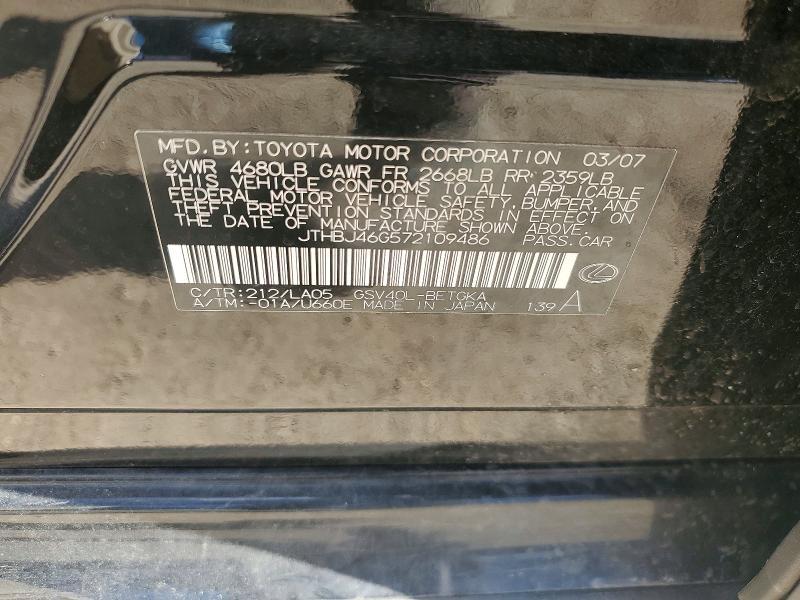 MFD. BY: TOYOTA MOTOR CORPORATION 03/07
GVWR 4680LB GAWR FR 2668LB RR 2359LB
THIS VEHICLE CONFORMS TO ALL APPLICABLE
FEDERAL MOTOR VEHICLE SAFETY, BUMPER, AND
THEFT PREVENTION STANDARDS IN EFFECT ON
THE DATE OF MANUFACTURE SHOWN ABOVE.
JTHBJ46G572109486 PASS. CAR
C/TR: 212/LA05 GSV40L-BETGKA
A/TM: -01A/U660E MADE IN JAPAN 139 A